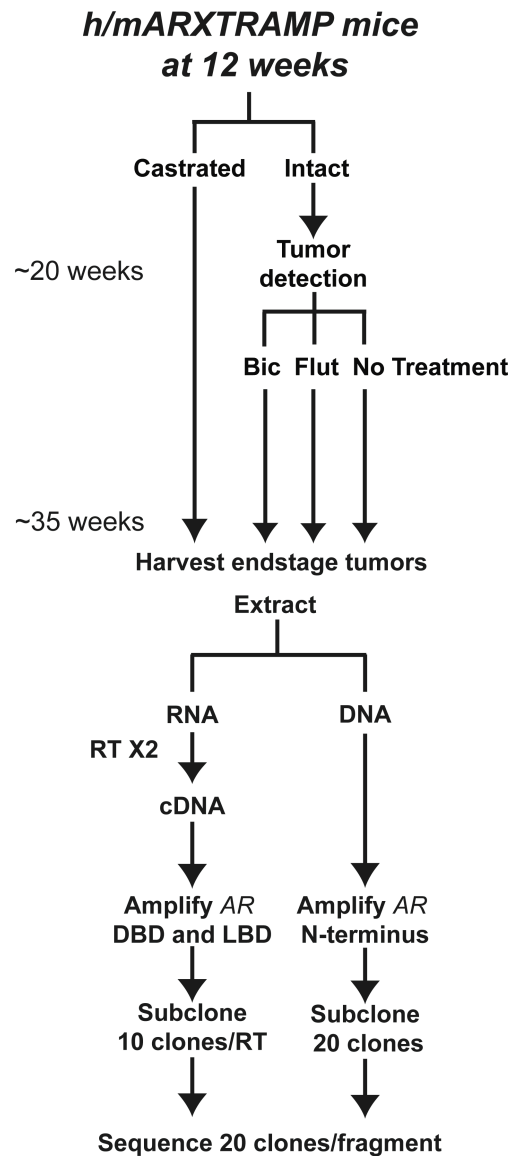 h/mARXTRAMP mice
at 12 weeks
Castrated Intact
Tumor
detection
~20 weeks
Bic Flut No Treatment
~35 weeks
Harvest endstage tumors
Extract
RNA DNA
RT X2
cDNA
Amplify AR Amplify AR
DBD and LBD N-terminus
Subclone Subclone
10 clones/RT 20 clones
Sequence 20 clones/fragment